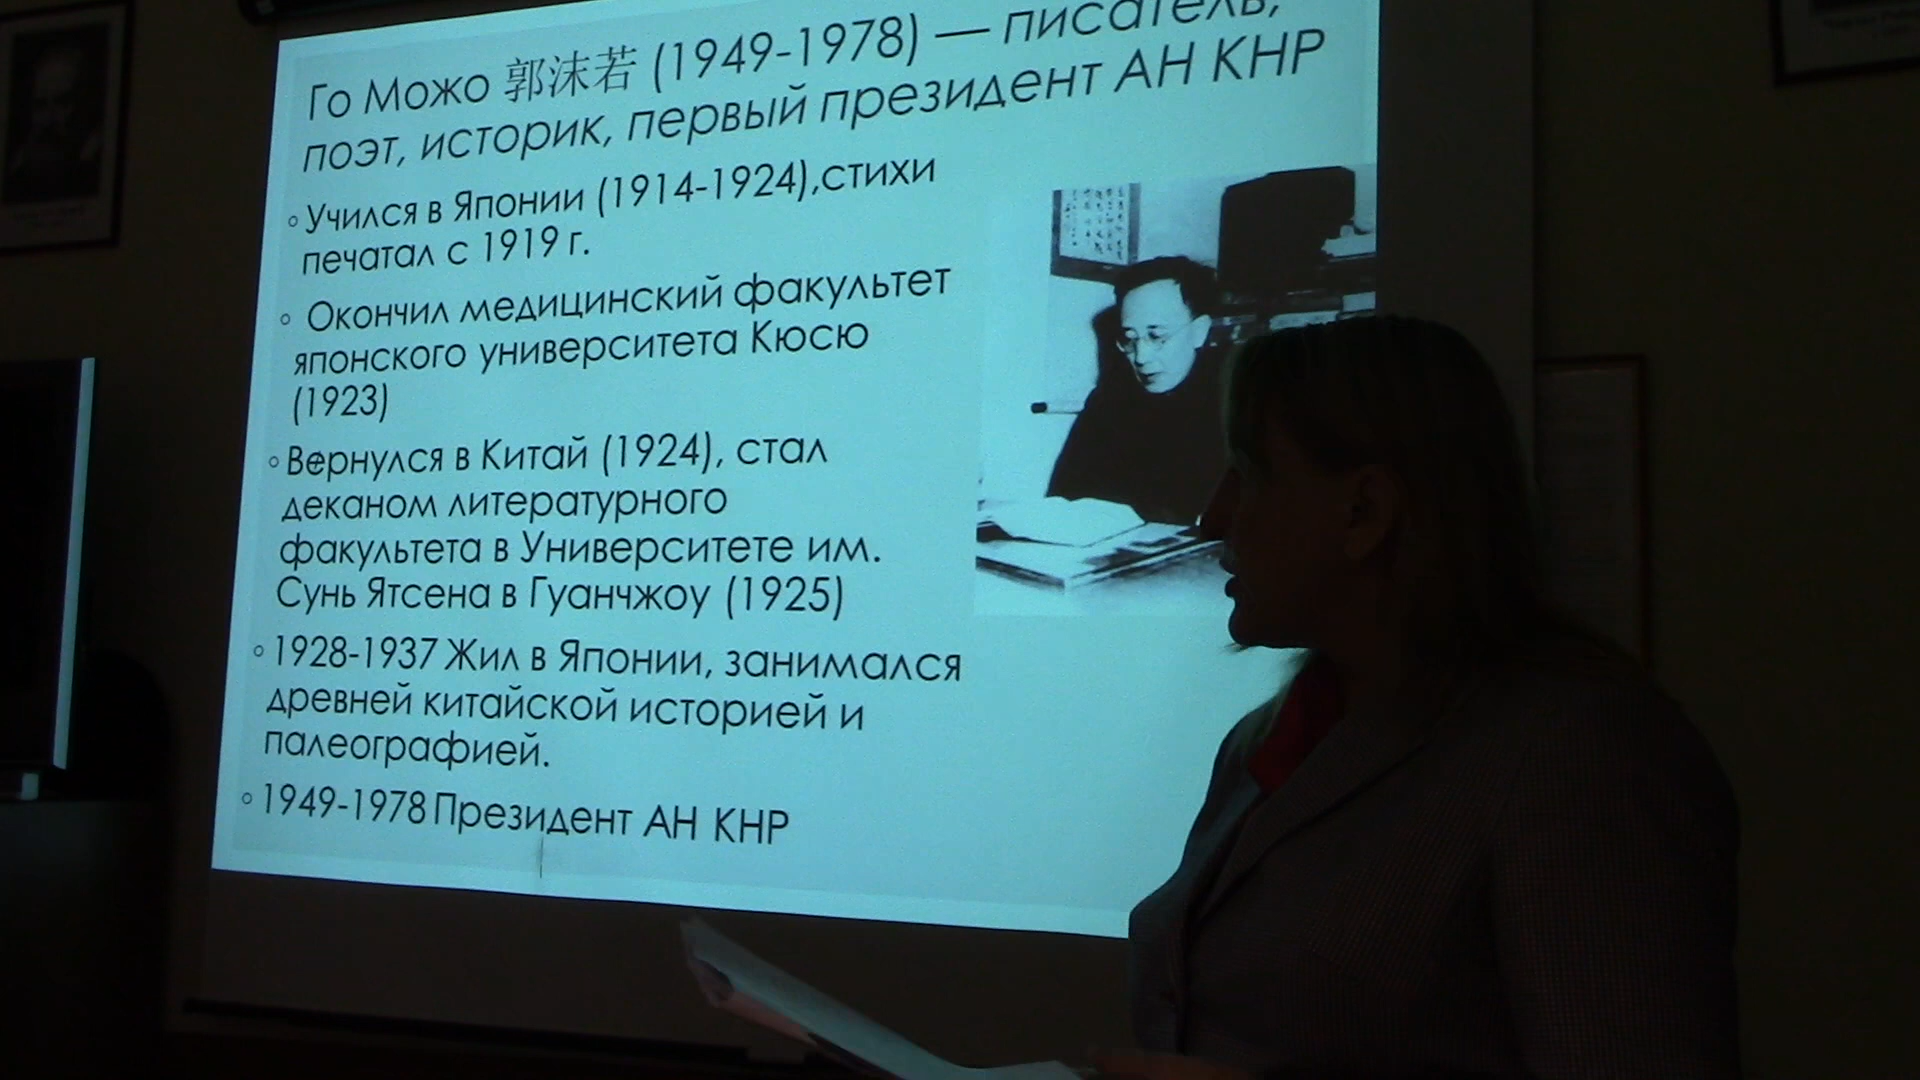 Го Можо 郭沫若 (1949-1978) — писатель,
поэт, историк, первый президент АН КНР
◦ Учился в Японии (1914-1924),стихи
печатал с 1919 г.
◦ Окончил медицинский факультет
японского университета Кюсю
(1923)
◦ Вернулся в Китай (1924), стал
деканом литературного
факультета в Университете им.
Сунь Ятсена в Гуанчжоу (1925)
◦ 1928-1937 Жил в Японии, занимался
древней китайской историей и
палеографией.
◦ 1949-1978 Президент АН КНР